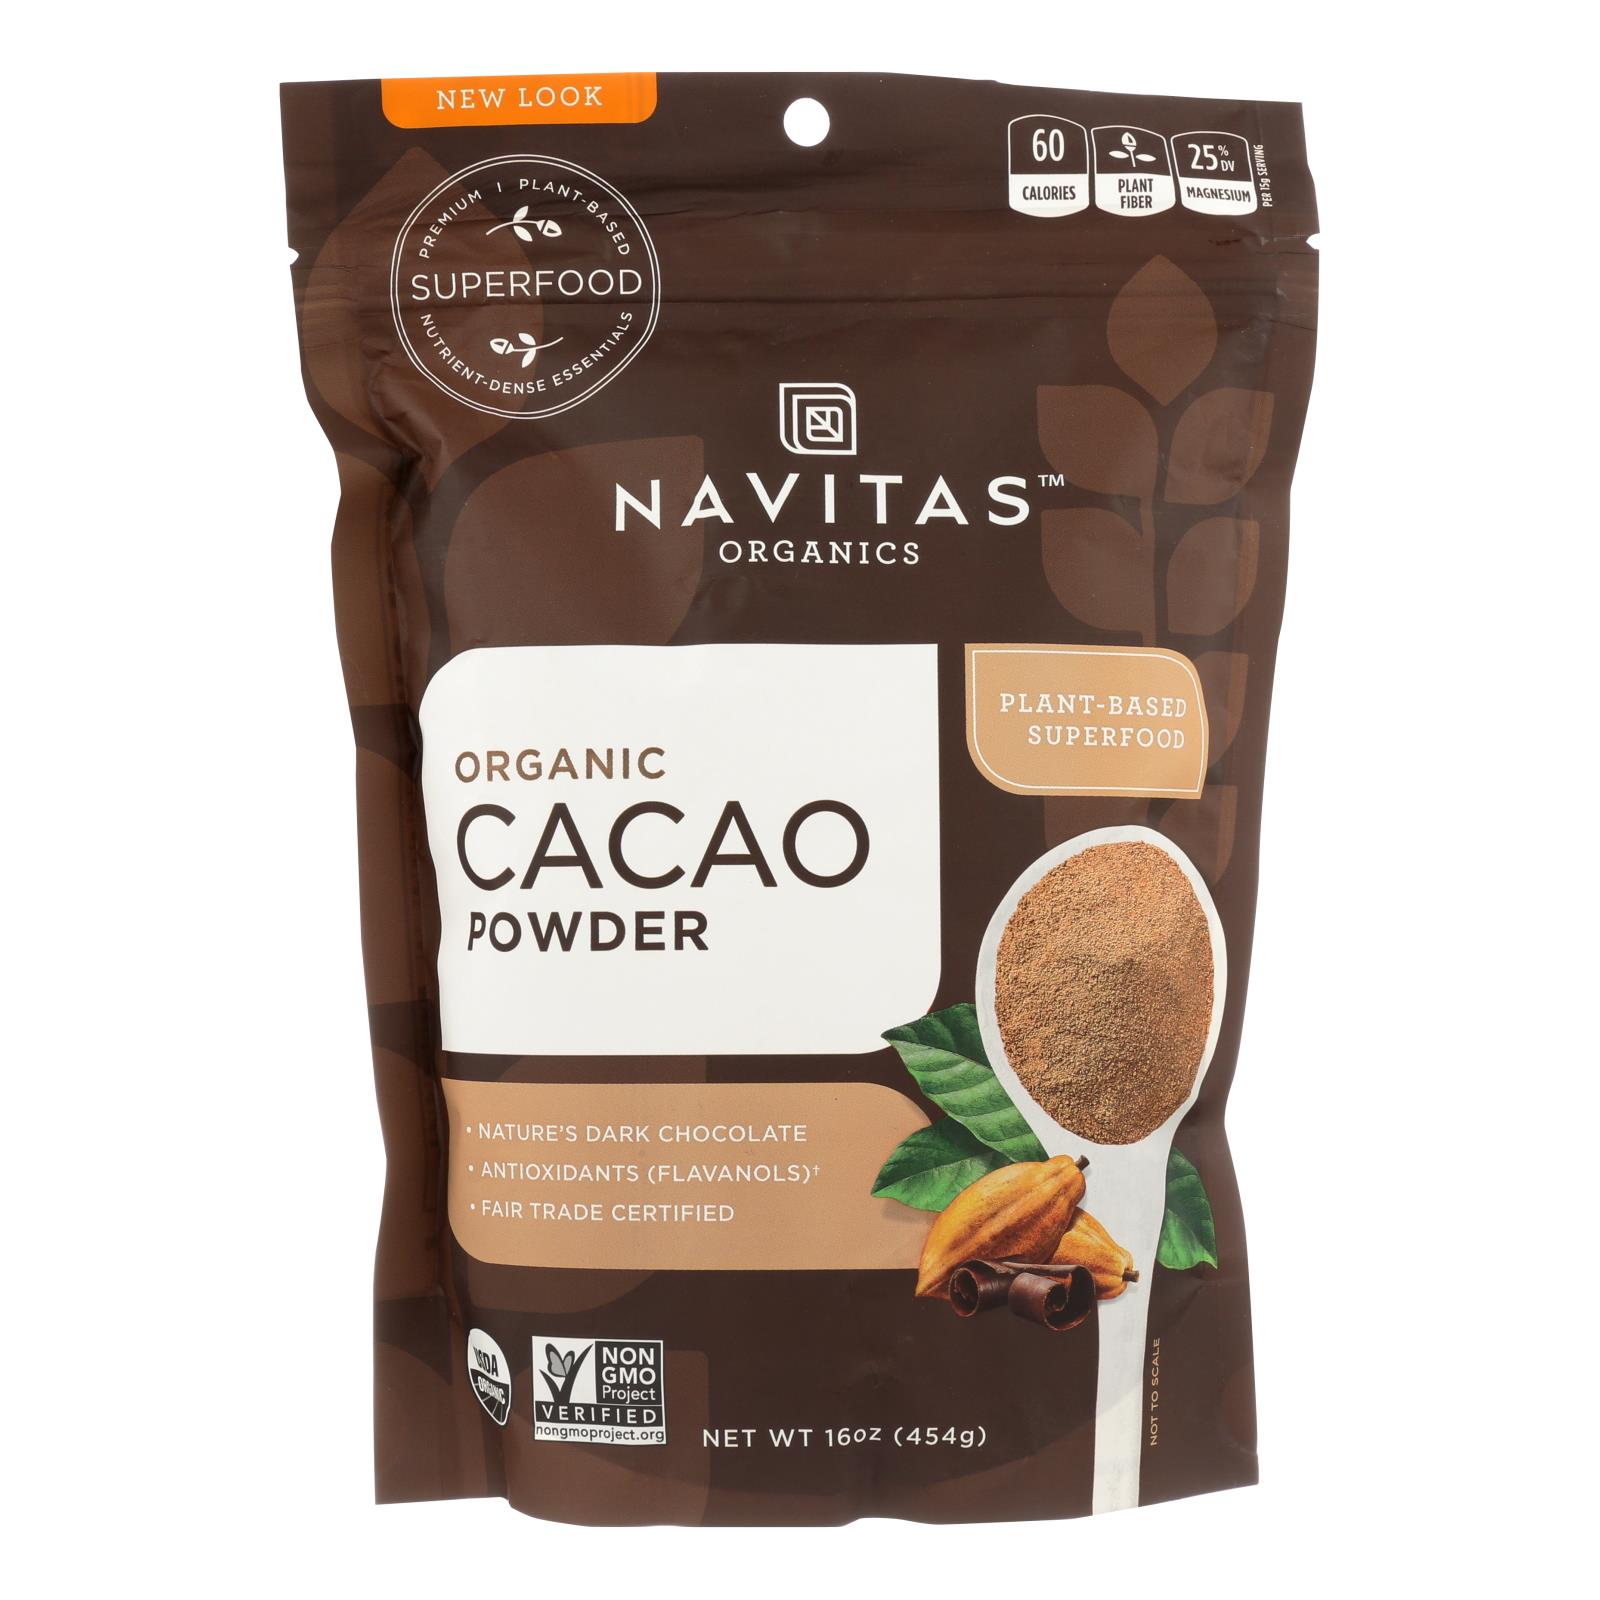 NEW LOOK
PREMIUM | PLANT-BASED
SUPERFOOD
NUTRIENT-DENSE ESSENTIALS
60
CALORIES
PLANT
FIBER
25% DV
MAGNESIUM
PER 15g SERVING
NAVITAS™
ORGANICS
PLANT-BASED
SUPERFOOD
ORGANIC
CACAO
POWDER
• NATURE'S DARK CHOCOLATE
• ANTIOXIDANTS (FLAVANOLS)†
• FAIR TRADE CERTIFIED
USDA
ORGANIC
NON
GMO
Project
VERIFIED
nongmoproject.org
NET WT 16oz (454g)
NOT TO SCALE